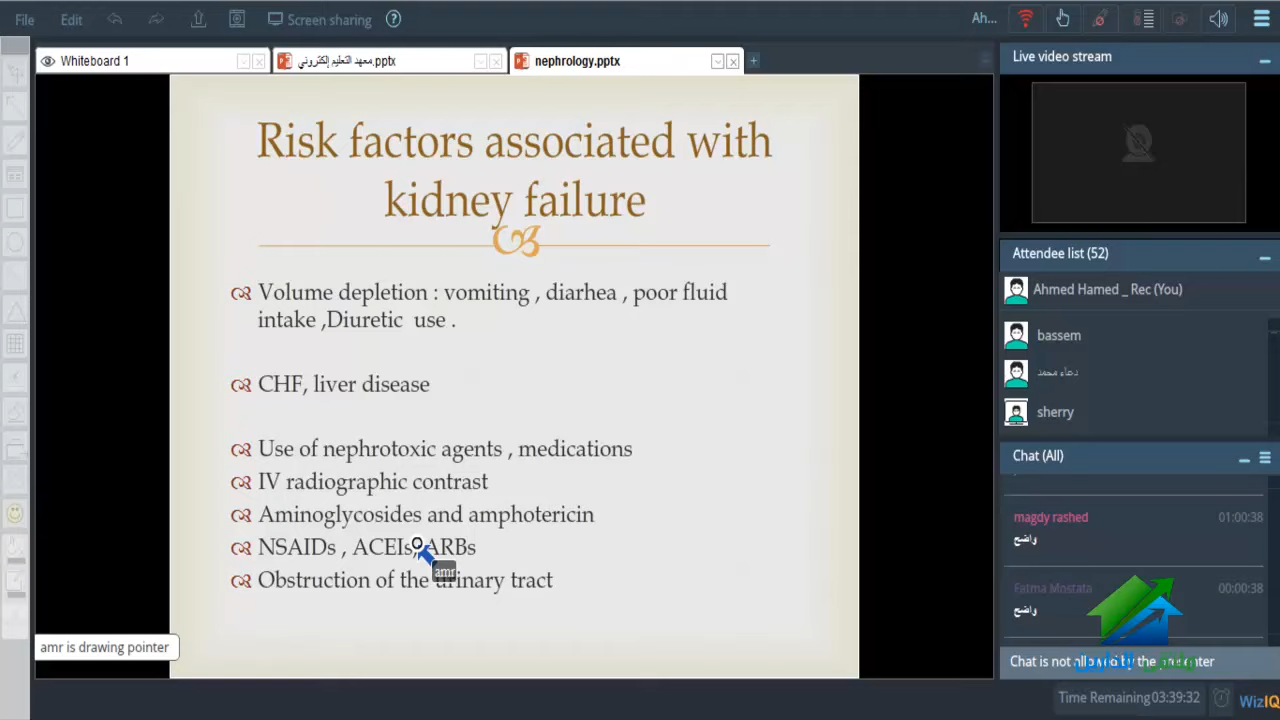 File Edit Screen sharing ? Ah...
Whiteboard 1
معهد التعليم إلكتروني.pptx
nephrology.pptx
Risk factors associated with
kidney failure
Volume depletion : vomiting , diarhea , poor fluid
intake ,Diuretic use .
CHF, liver disease
Use of nephrotoxic agents , medications
IV radiographic contrast
Aminoglycosides and amphotericin
NSAIDs , ACEIs, ARBs
amr
Obstruction of the urinary tract
amr is drawing pointer
Live video stream
Attendee list (52)
Ahmed Hamed _ Rec (You)
bassem
دعاء محمد
sherry
Chat (All)
magdy rashed 01:00:38
واضح
Fatma Mostafa 00:00:38
واضح
Chat is not allowed by the presenter
Time Remaining 03:39:32
WizIQ